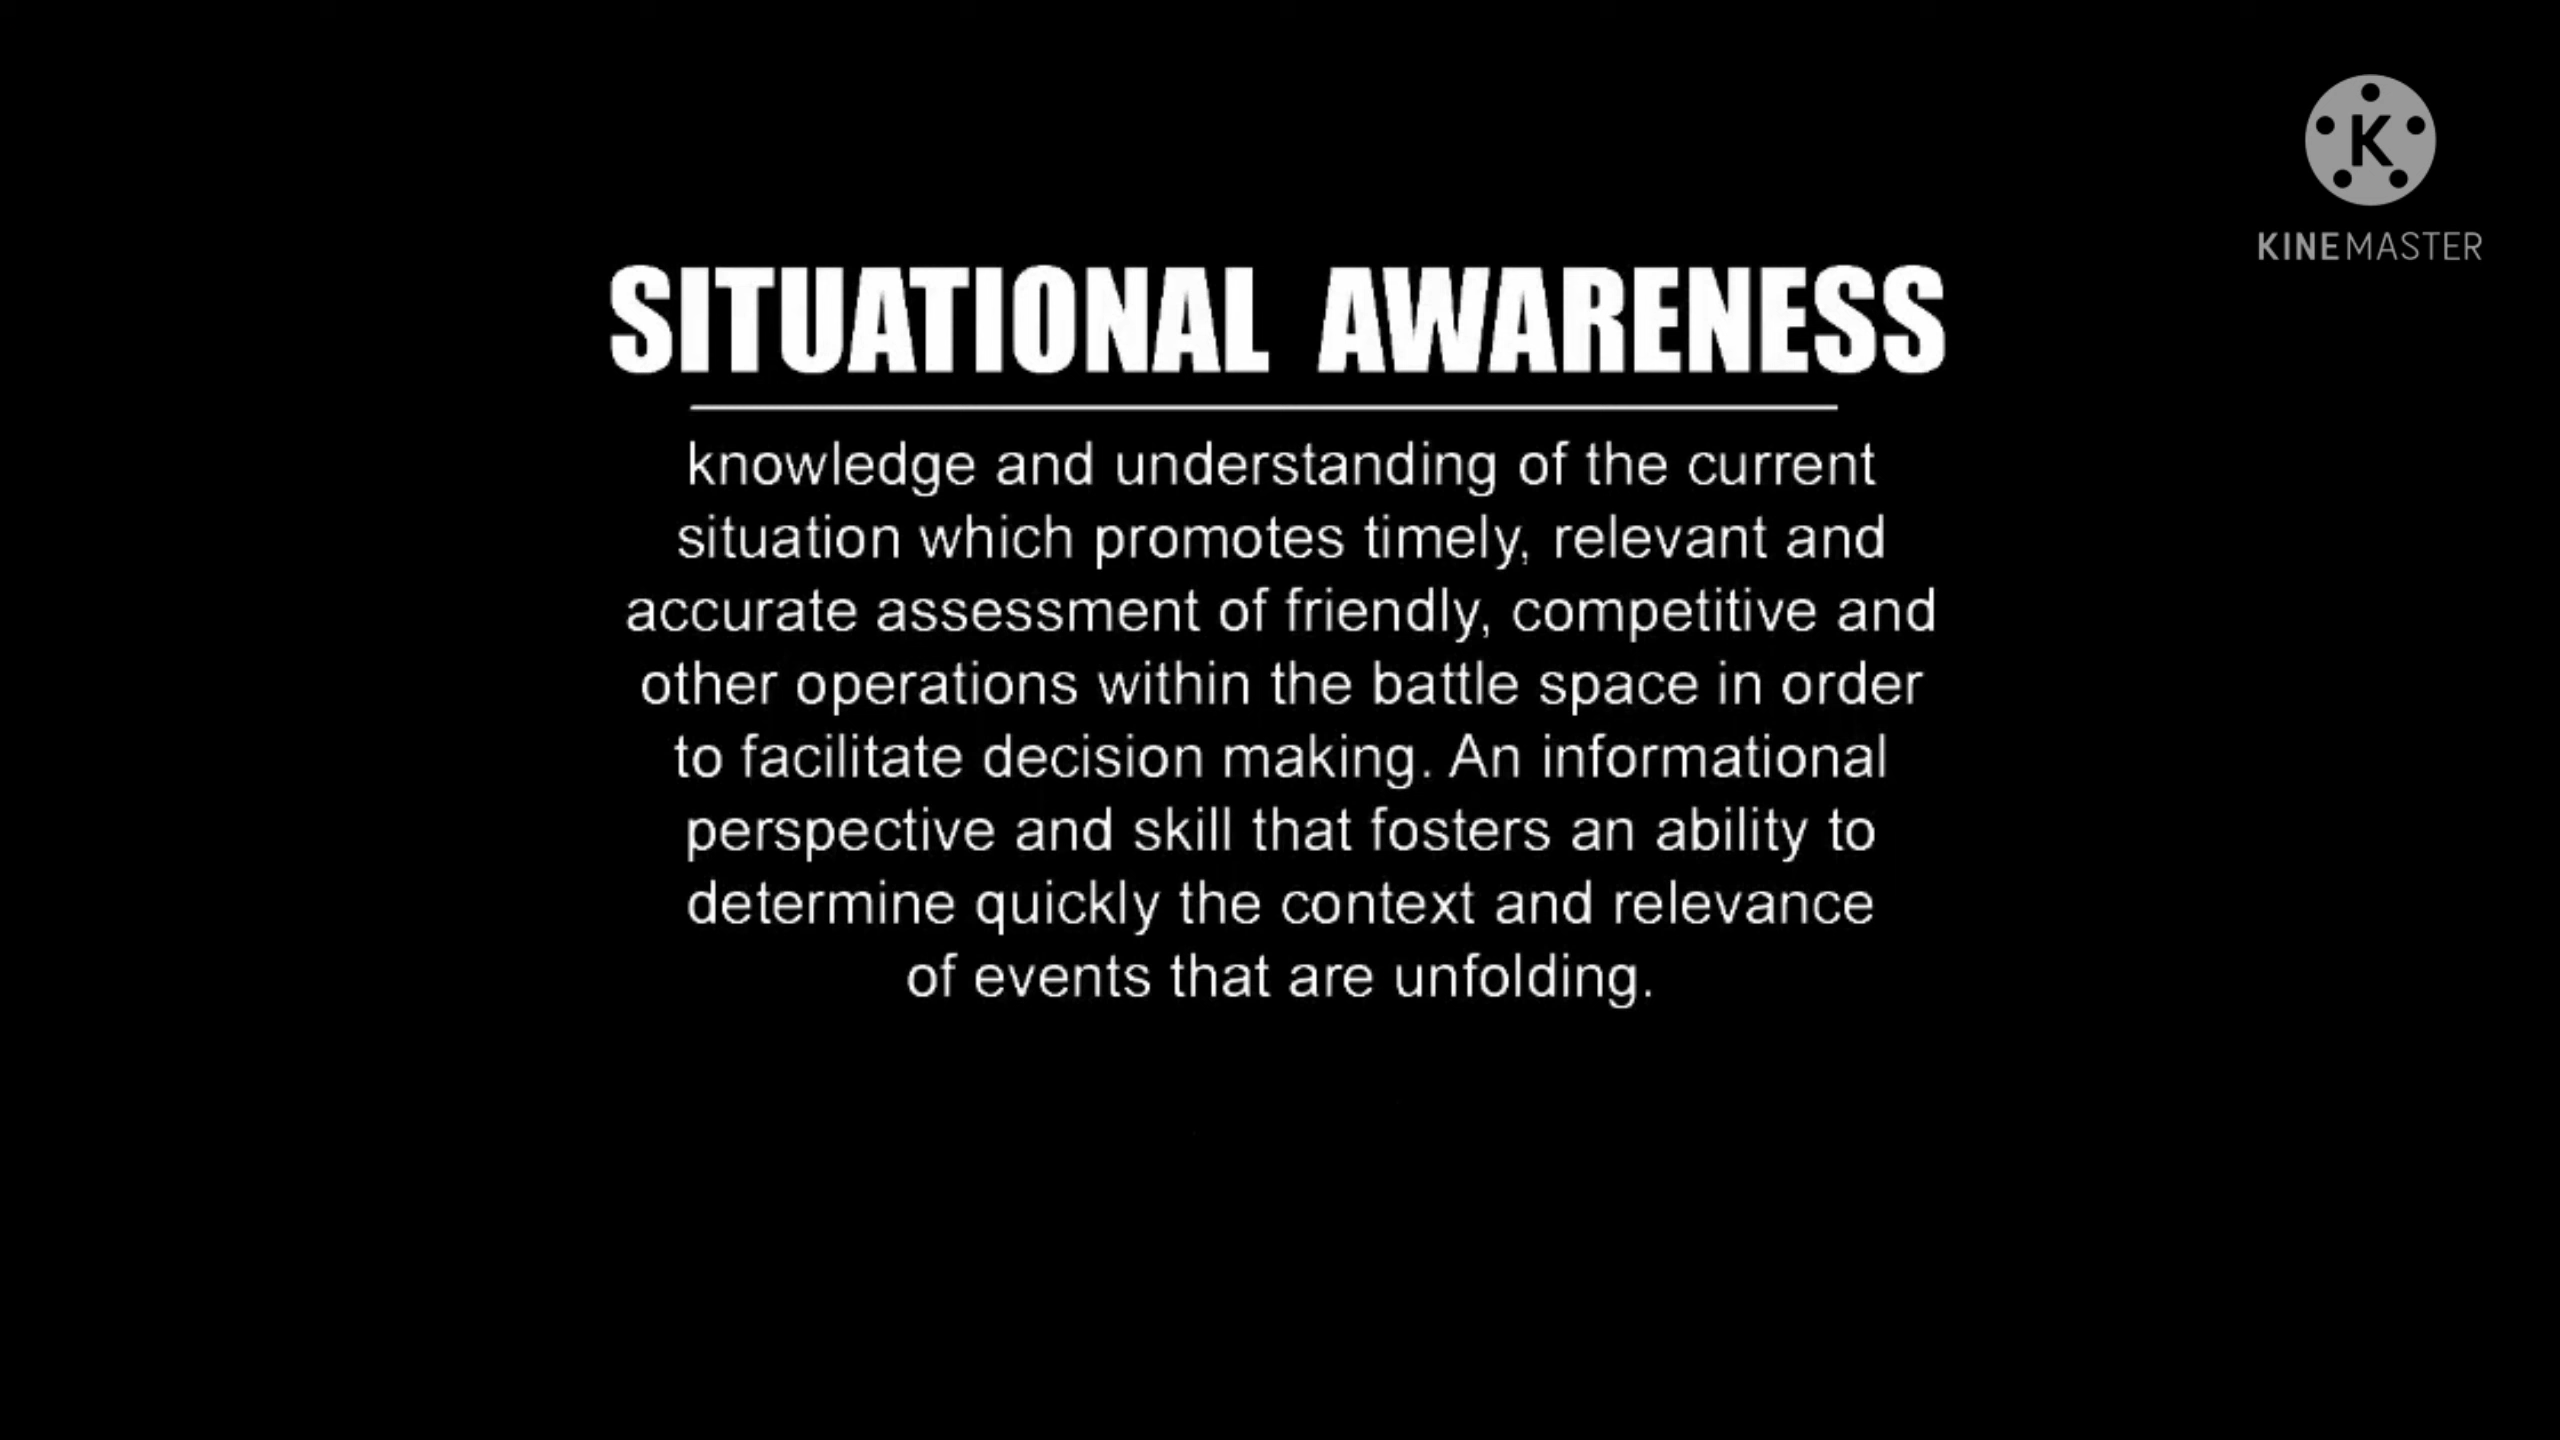 K
KINEMASTER
SITUATIONAL AWARENESS
knowledge and understanding of the current
situation which promotes timely, relevant and
accurate assessment of friendly, competitive and
other operations within the battle space in order
to facilitate decision making. An informational
perspective and skill that fosters an ability to
determine quickly the context and relevance
of events that are unfolding.